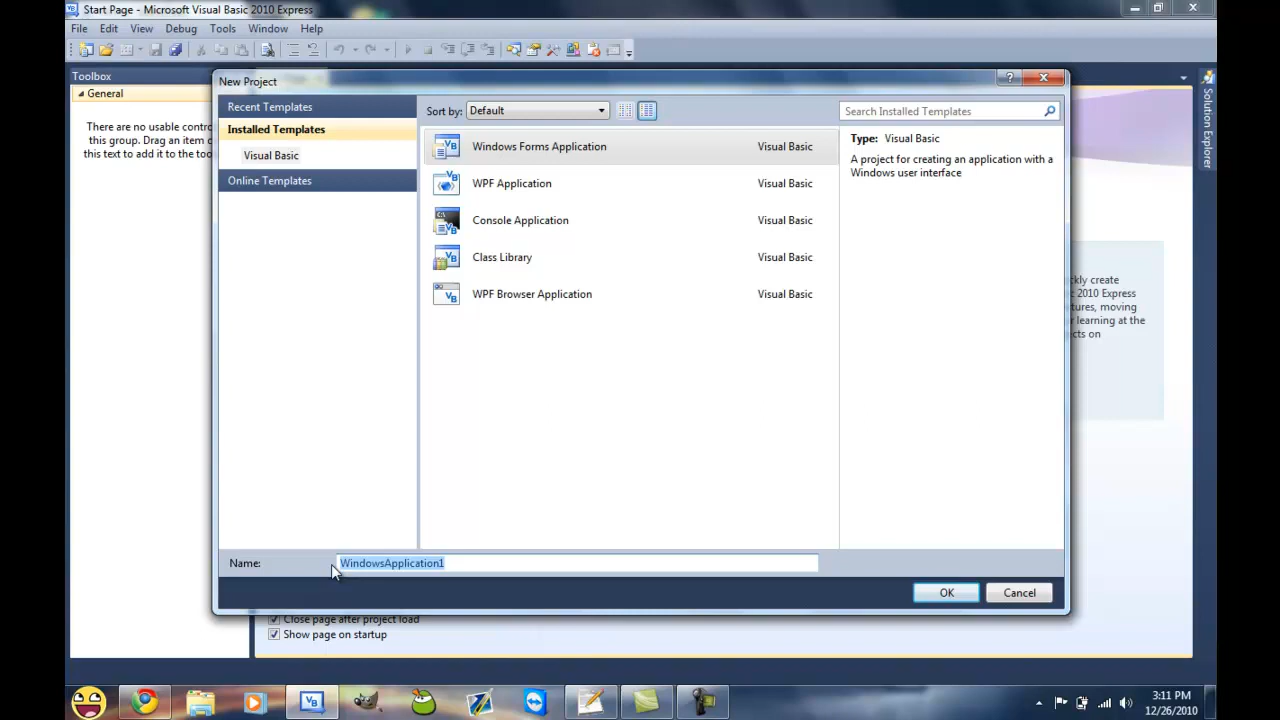 Start Page - Microsoft Visual Basic 2010 Express
File Edit View Debug Tools Window Help
Toolbox
General
There are no usable contro
this group. Drag an item o
this text to add it to the too
New Project
Recent Templates
Installed Templates
Visual Basic
Online Templates
Sort by: Default
Search Installed Templates
Windows Forms Application Visual Basic
WPF Application Visual Basic
Console Application Visual Basic
Class Library Visual Basic
WPF Browser Application Visual Basic
Type: Visual Basic
A project for creating an application with a
Windows user interface
Solution Explorer
ckly create
2010 Express
tures, moving
r learning at the
jects on
Name: WindowsApplication1
OK Cancel
Close page after project load
Show page on startup
3:11 PM
12/26/2010